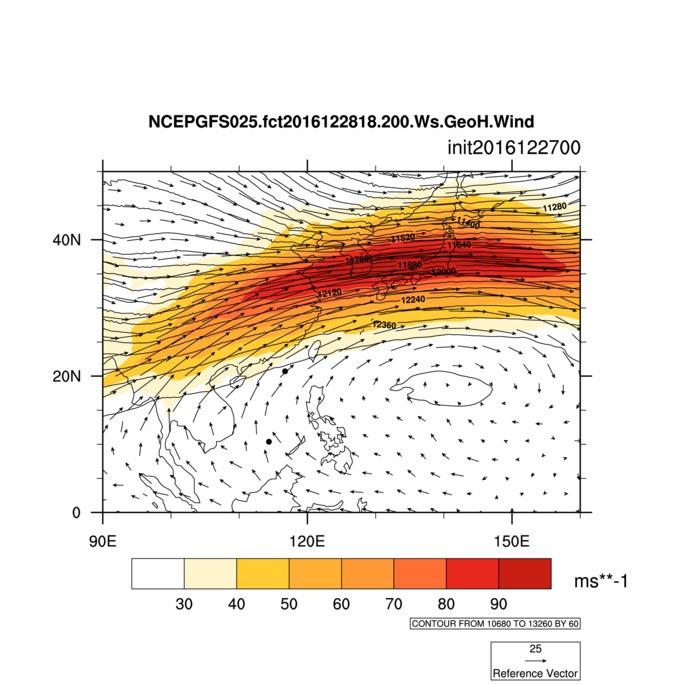 NCEPGFS025.fct2016122818.200.Ws.GeoH.Wind
init2016122700
11280
11400
11520
11640
11760
11880
12000
12120
12240
12360
40N
20N
0
90E 120E 150E
30 40 50 60 70 80 90
ms**-1
CONTOUR FROM 10680 TO 13260 BY 60
25
Reference Vector